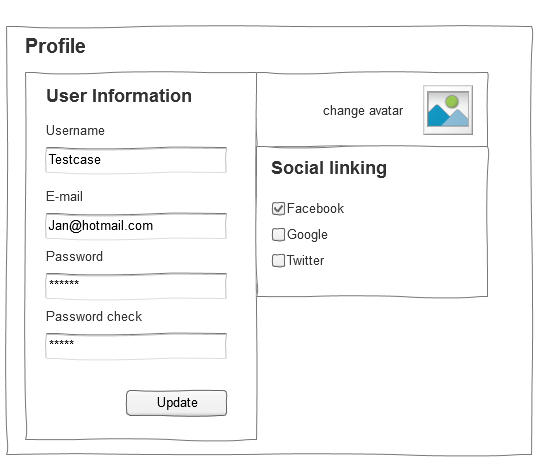 Profile
User Information
Username
Testcase
E-mail
Jan@hotmail.com
Password
******
Password check
*****
Update
change avatar
Social linking
Facebook
Google
Twitter